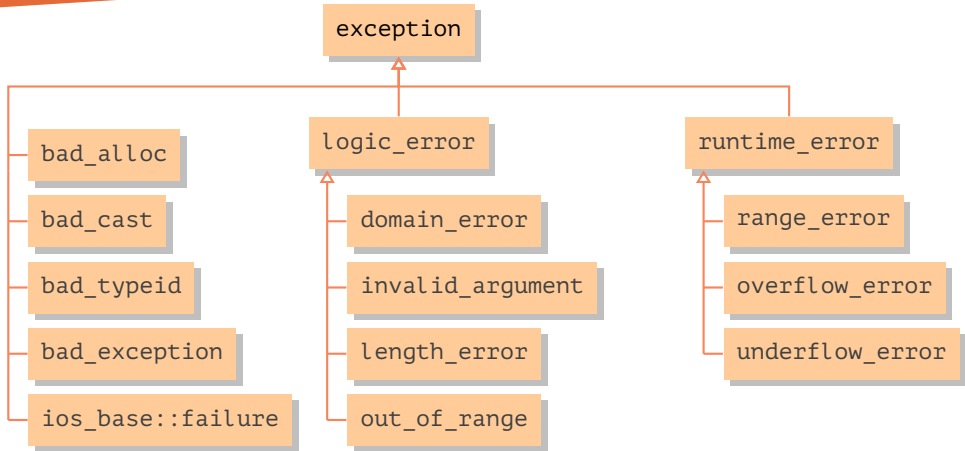 exception
logic_error
runtime_error
bad_alloc
bad_cast
bad_typeid
bad_exception
ios_base::failure
domain_error
invalid_argument
length_error
out_of_range
range_error
overflow_error
underflow_error